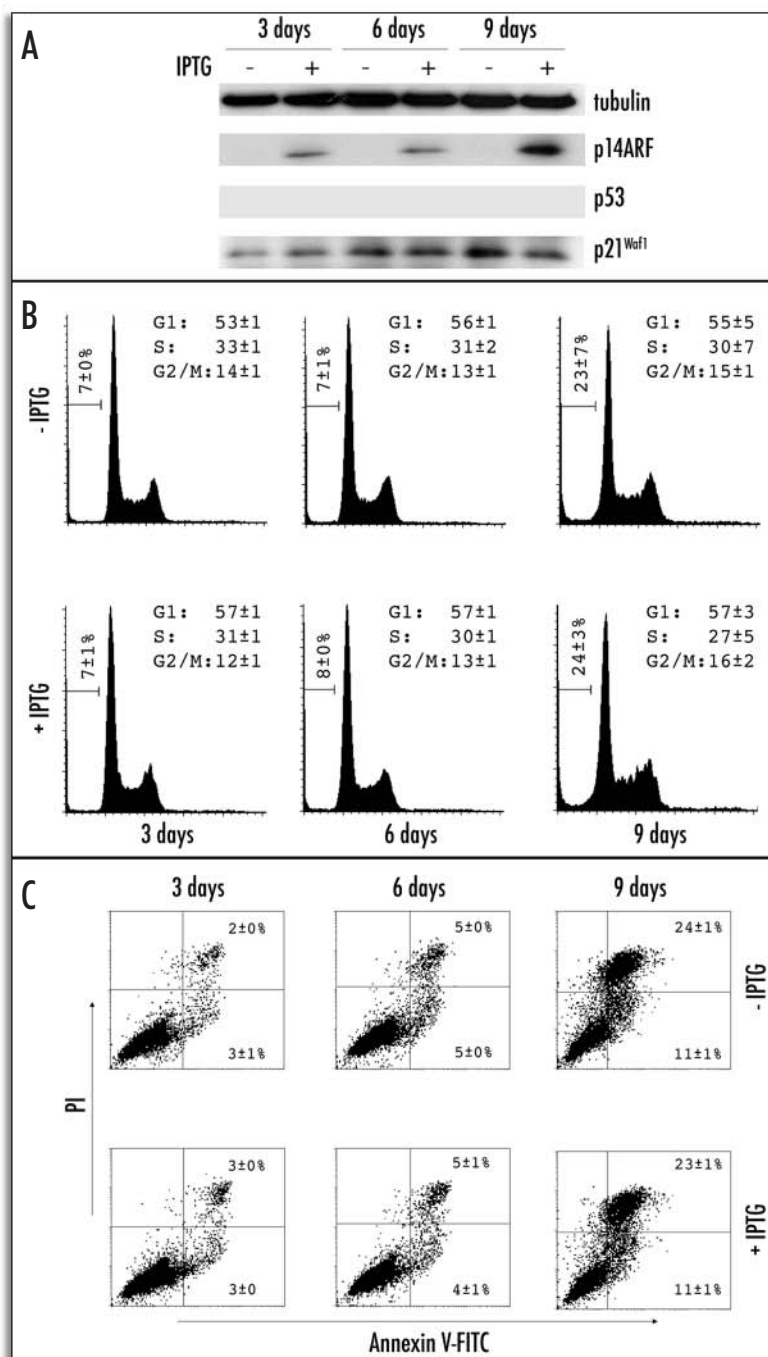 A
3 days 6 days 9 days
IPTG - + - + - +
tubulin
p14ARF
p53
p21Waf1
B
- IPTG
7±0%
G1: 53±1
S: 33±1
G2/M:14±1
7±1%
G1: 56±1
S: 31±2
G2/M:13±1
23±7%
G1: 55±5
S: 30±7
G2/M:15±1
+ IPTG
7±1%
G1: 57±1
S: 31±1
G2/M:12±1
8±0%
G1: 57±1
S: 30±1
G2/M:13±1
24±3%
G1: 57±3
S: 27±5
G2/M:16±2
3 days 6 days 9 days
C
3 days 6 days 9 days
2±0% 5±0% 24±1%
3±1% 5±0% 11±1%
- IPTG
PI
3±0% 5±1% 23±1%
3±0 4±1% 11±1%
+ IPTG
Annexin V-FITC